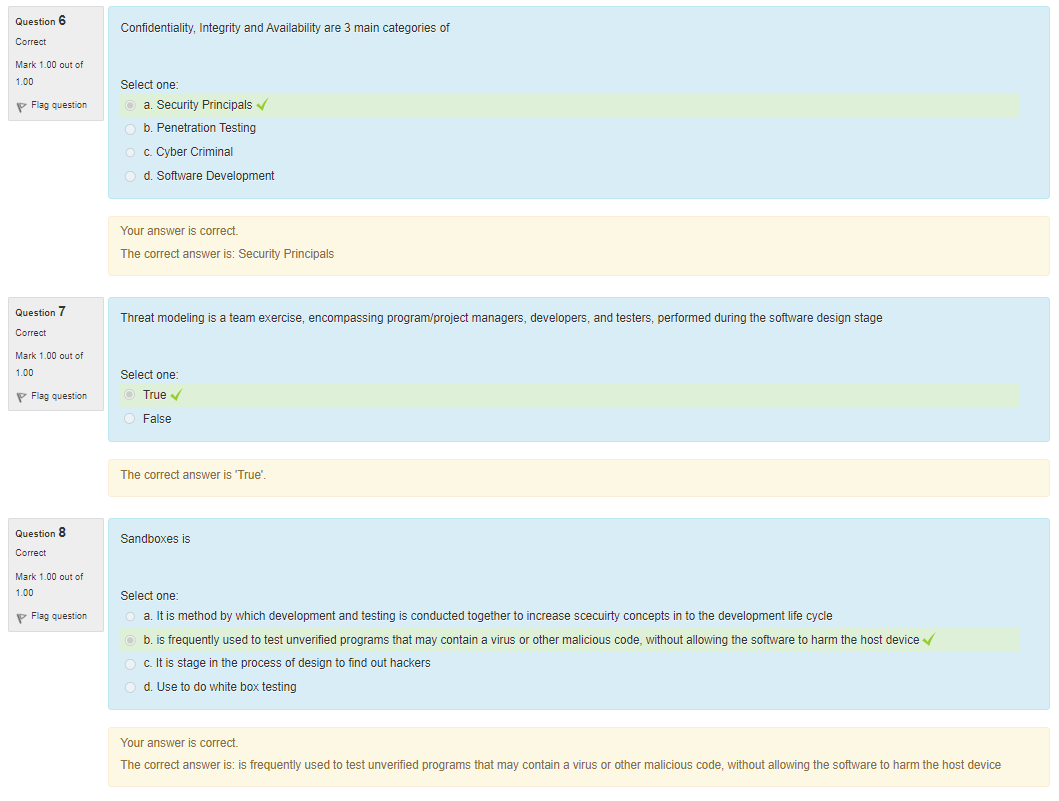 Question 6
Correct
Mark 1.00 out of
1.00
Flag question
Confidentiality, Integrity and Availability are 3 main categories of
Select one:
a. Security Principals
b. Penetration Testing
c. Cyber Criminal
d. Software Development
Your answer is correct.
The correct answer is: Security Principals
Question 7
Correct
Mark 1.00 out of
1.00
Flag question
Threat modeling is a team exercise, encompassing program/project managers, developers, and testers, performed during the software design stage
Select one:
True
False
The correct answer is 'True'.
Question 8
Correct
Mark 1.00 out of
1.00
Flag question
Sandboxes is
Select one:
a. It is method by which development and testing is conducted together to increase scecuirty concepts in to the development life cycle
b. is frequently used to test unverified programs that may contain a virus or other malicious code, without allowing the software to harm the host device
c. It is stage in the process of design to find out hackers
d. Use to do white box testing
Your answer is correct.
The correct answer is: is frequently used to test unverified programs that may contain a virus or other malicious code, without allowing the software to harm the host device